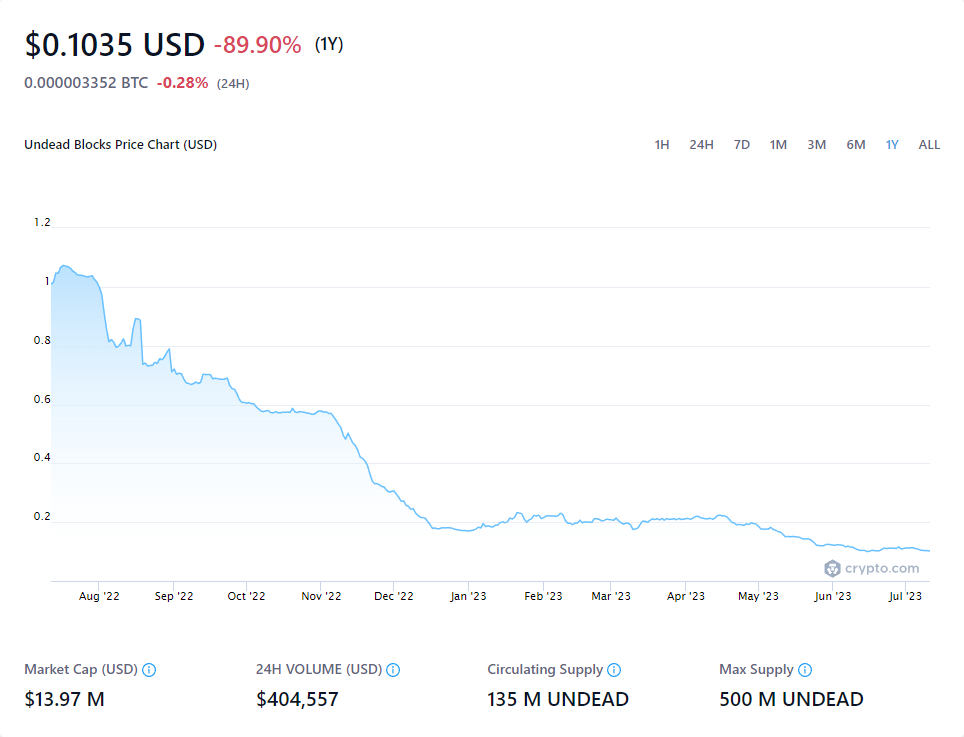 $0.1035 USD -89.90% (1Y)
0.000003352 BTC -0.28% (24H)
Undead Blocks Price Chart (USD) 1H 24H 7D 1M 3M 6M 1Y ALL
1.2
1
0.8
0.6
0.4
0.2
crypto.com
Aug '22 Sep '22 Oct '22 Nov '22 Dec '22 Jan '23 Feb '23 Mar '23 Apr '23 May '23 Jun '23 Jul '23
Market Cap (USD) 24H VOLUME (USD) Circulating Supply Max Supply
$13.97 M $404,557 135 M UNDEAD 500 M UNDEAD